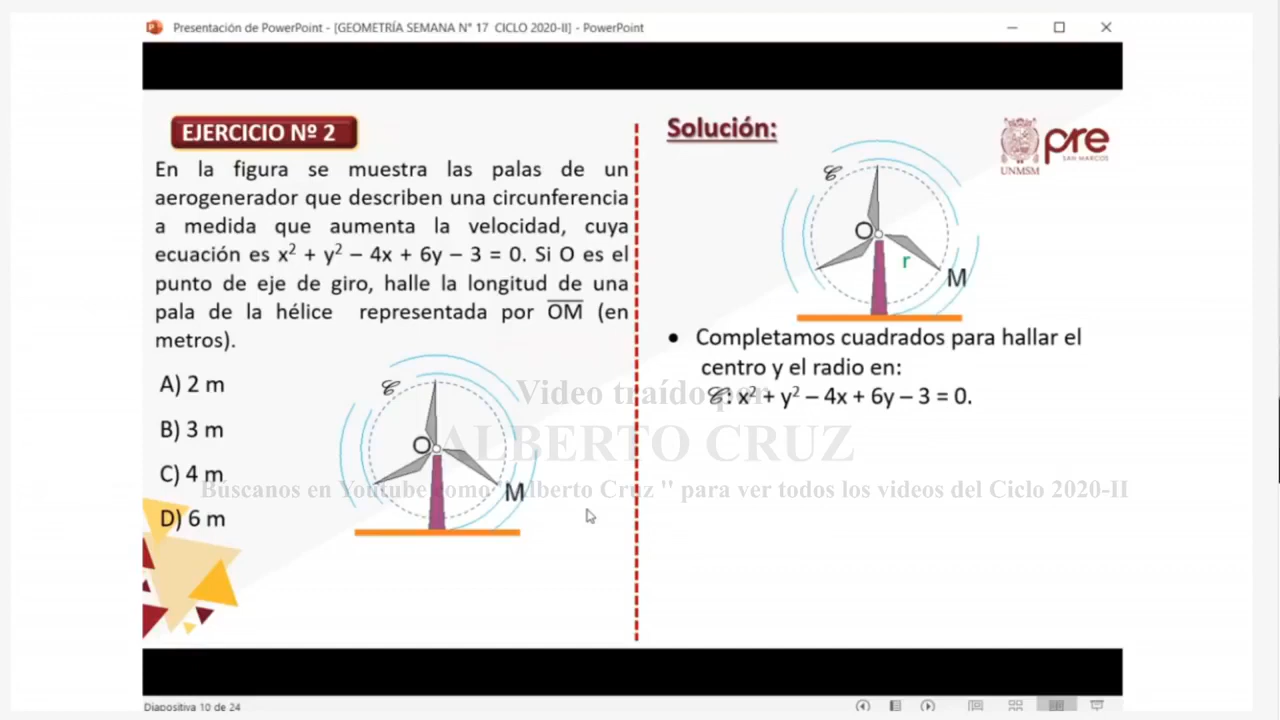 Presentación de PowerPoint - [GEOMETRÍA SEMANA N° 17 CICLO 2020-II] - PowerPoint
EJERCICIO Nº 2
En la figura se muestra las palas de un
aerogenerador que describen una circunferencia
a medida que aumenta la velocidad, cuya
ecuación es x² + y² – 4x + 6y – 3 = 0. Si O es el
punto de eje de giro, halle la longitud de una
pala de la hélice representada por O̅M̅ (en
metros).
A) 2 m
B) 3 m
C) 4 m
D) 6 m
𝒞
O
M
Solución:
pre
SAN MARCOS
UNMSM
𝒞
O
r
M
• Completamos cuadrados para hallar el
centro y el radio en:
𝒞: x² + y² – 4x + 6y – 3 = 0.
Video traído por
ALBERTO CRUZ
Búscanos en Youtube como "Alberto Cruz " para ver todos los videos del Ciclo 2020-II
Diapositiva 10 de 24